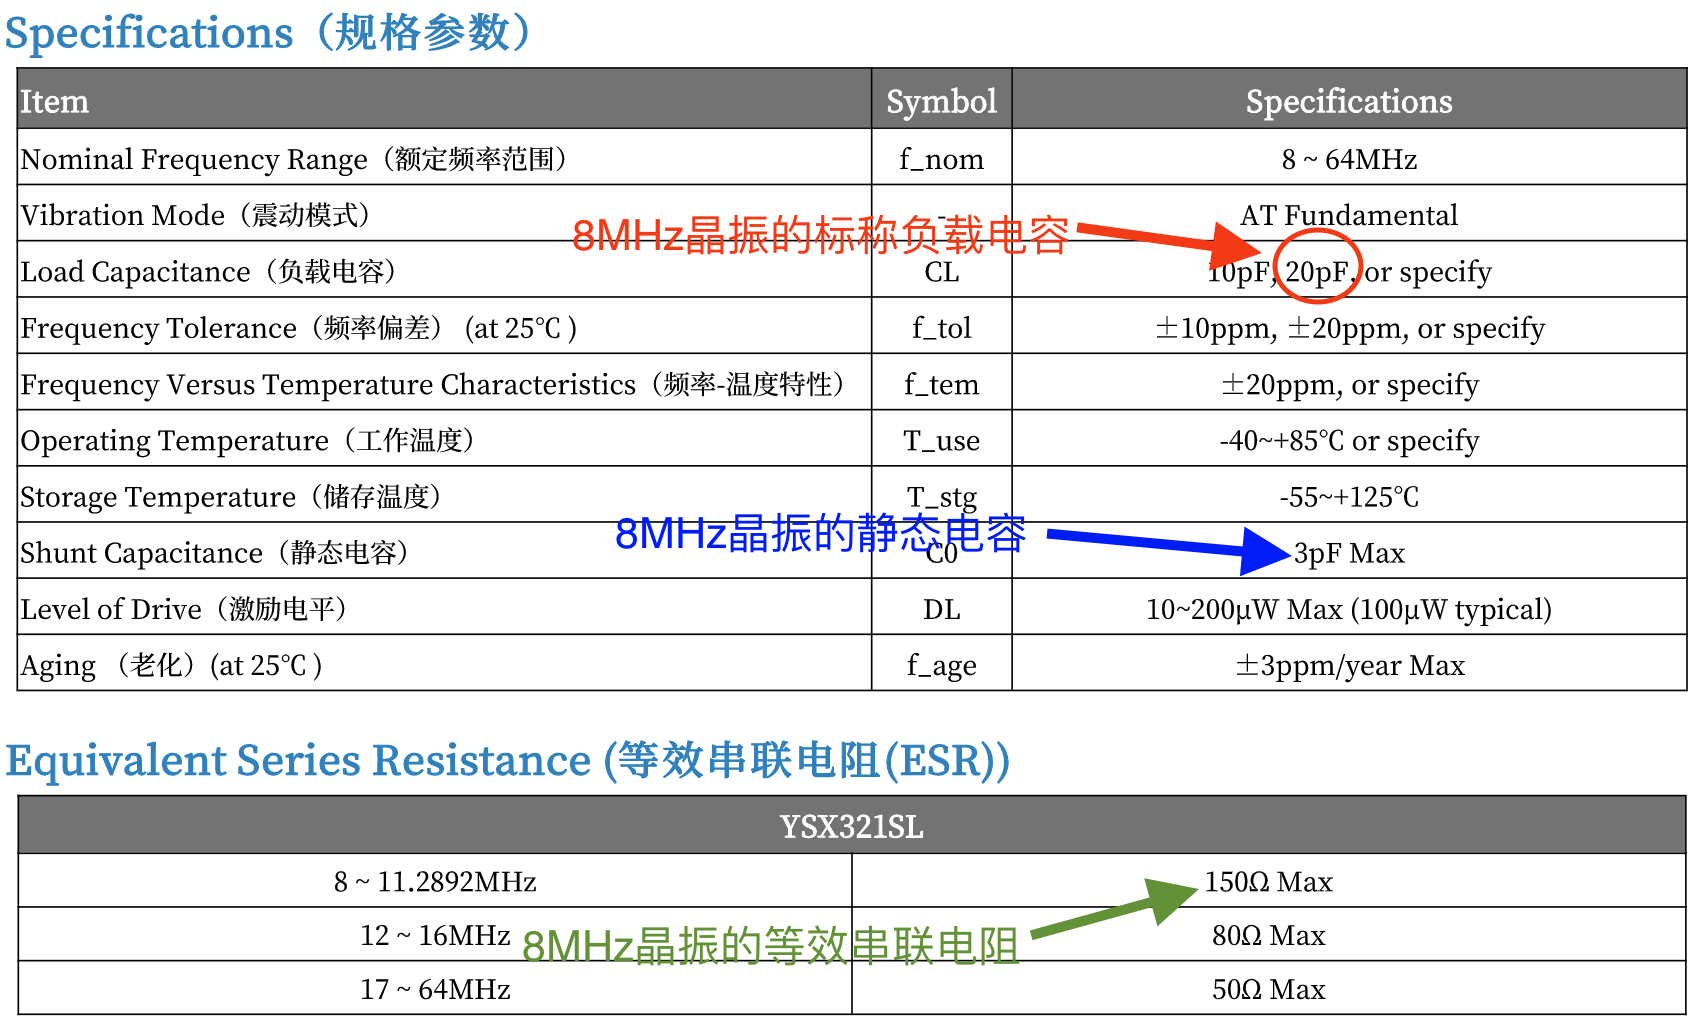 Specifications（规格参数）
Item Symbol Specifications
Nominal Frequency Range（额定频率范围） f_nom 8 ~ 64MHz
Vibration Mode（震动模式） - AT Fundamental
8MHz晶振的标称负载电容
Load Capacitance（负载电容） CL 10pF, 20pF, or specify
Frequency Tolerance（频率偏差） (at 25℃ ) f_tol ±10ppm, ±20ppm, or specify
Frequency Versus Temperature Characteristics（频率-温度特性） f_tem ±20ppm, or specify
Operating Temperature（工作温度） T_use -40~+85℃ or specify
Storage Temperature（储存温度） T_stg -55~+125℃
8MHz晶振的静态电容
Shunt Capacitance（静态电容） C0 3pF Max
Level of Drive（激励电平） DL 10~200μW Max (100μW typical)
Aging （老化）(at 25℃ ) f_age ±3ppm/year Max
Equivalent Series Resistance (等效串联电阻(ESR))
YSX321SL
8 ~ 11.2892MHz 150Ω Max
12 ~ 16MHz 80Ω Max
8MHz晶振的等效串联电阻
17 ~ 64MHz 50Ω Max